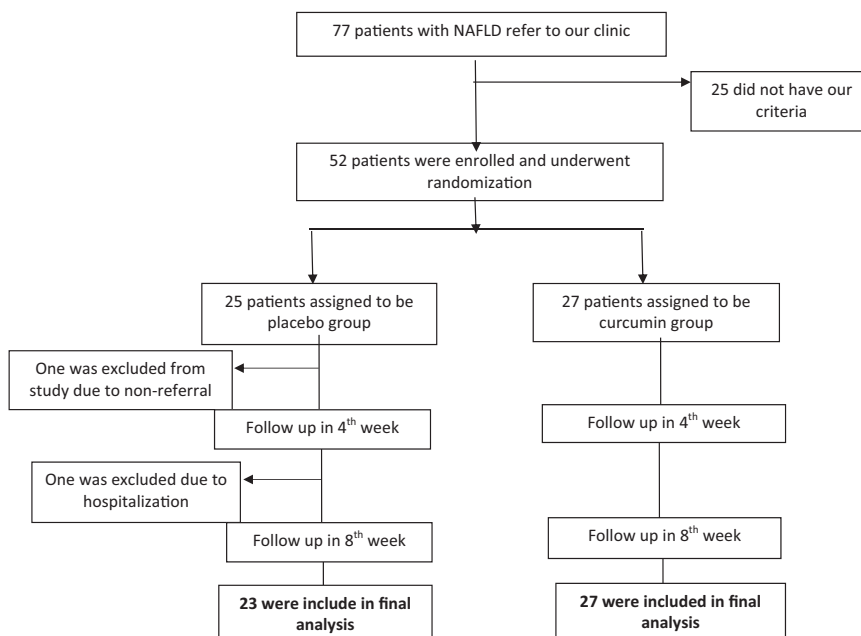 77 patients with NAFLD refer to our clinic
25 did not have our
criteria
52 patients were enrolled and underwent
randomization
25 patients assigned to be
placebo group
27 patients assigned to be
curcumin group
One was excluded from
study due to non-referral
Follow up in 4th week
Follow up in 4th week
One was excluded due to
hospitalization
Follow up in 8th week
Follow up in 8th week
23 were include in final
analysis
27 were included in final
analysis